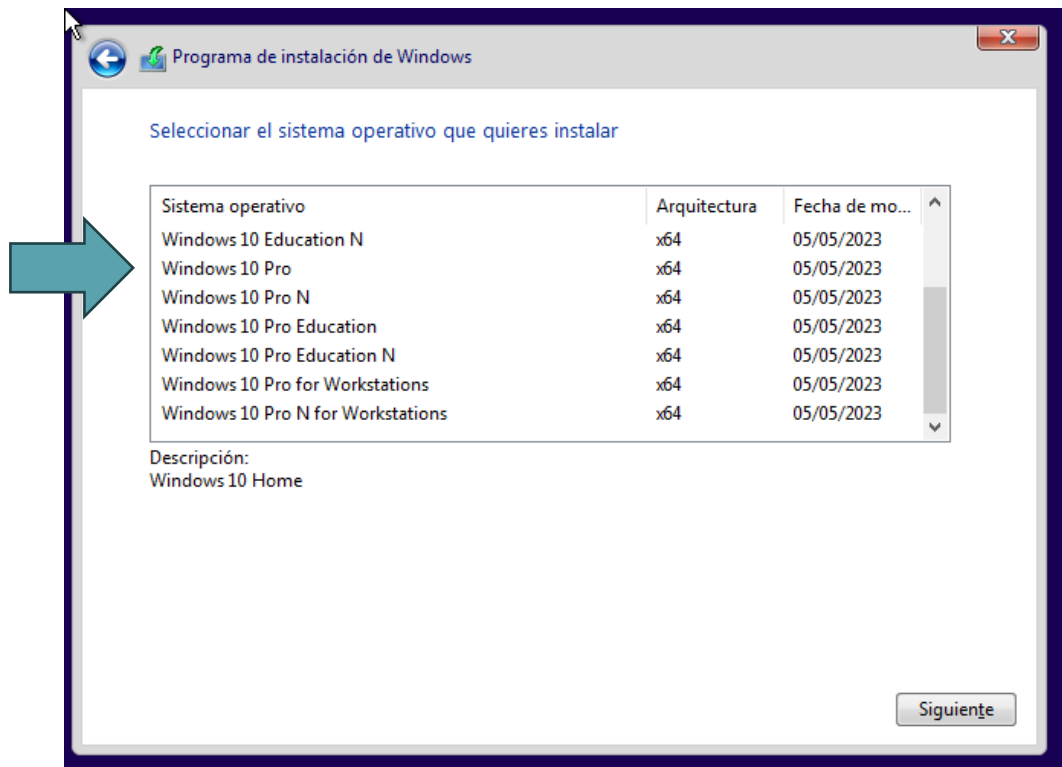 Programa de instalación de Windows
Seleccionar el sistema operativo que quieres instalar
Sistema operativo Arquitectura Fecha de mo...
Windows 10 Education N x64 05/05/2023
Windows 10 Pro x64 05/05/2023
Windows 10 Pro N x64 05/05/2023
Windows 10 Pro Education x64 05/05/2023
Windows 10 Pro Education N x64 05/05/2023
Windows 10 Pro for Workstations x64 05/05/2023
Windows 10 Pro N for Workstations x64 05/05/2023
Descripción:
Windows 10 Home
Siguiente